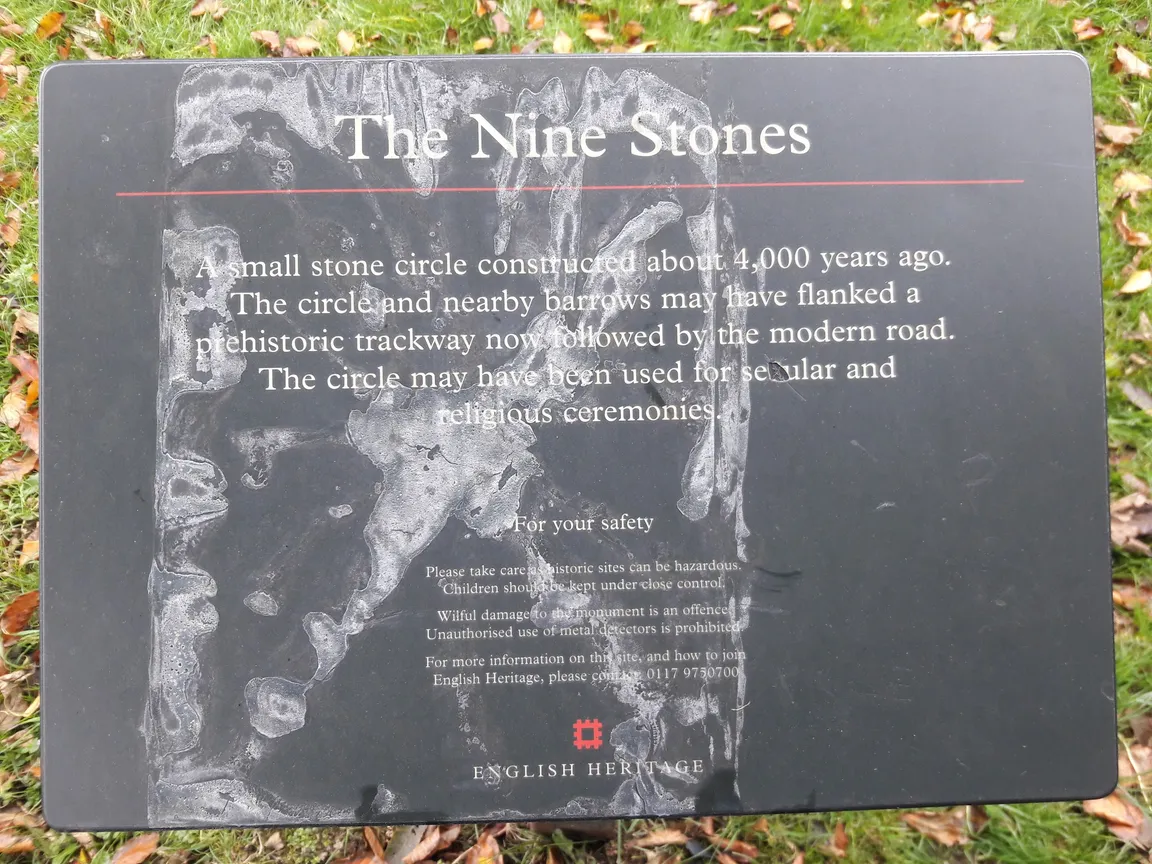 The Nine Stones
A small stone circle constructed about 4,000 years ago.
The circle and nearby barrows may have flanked a
prehistoric trackway now followed by the modern road.
The circle may have been used for secular and
religious ceremonies.
For your safety
Please take care as historic sites can be hazardous.
Children should be kept under close control.
Wilful damage to the monument is an offence.
Unauthorised use of metal detectors is prohibited.
For more information on this site, and how to join
English Heritage, please contact 0117 9750700
ENGLISH HERITAGE